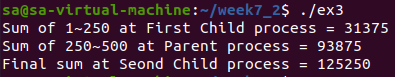 sa@sa-virtual-machine:~/week7_2$ ./ex3
Sum of 1~250 at First Child process = 31375
Sum of 250~500 at Parent process = 93875
Final sum at Seond Child process = 125250